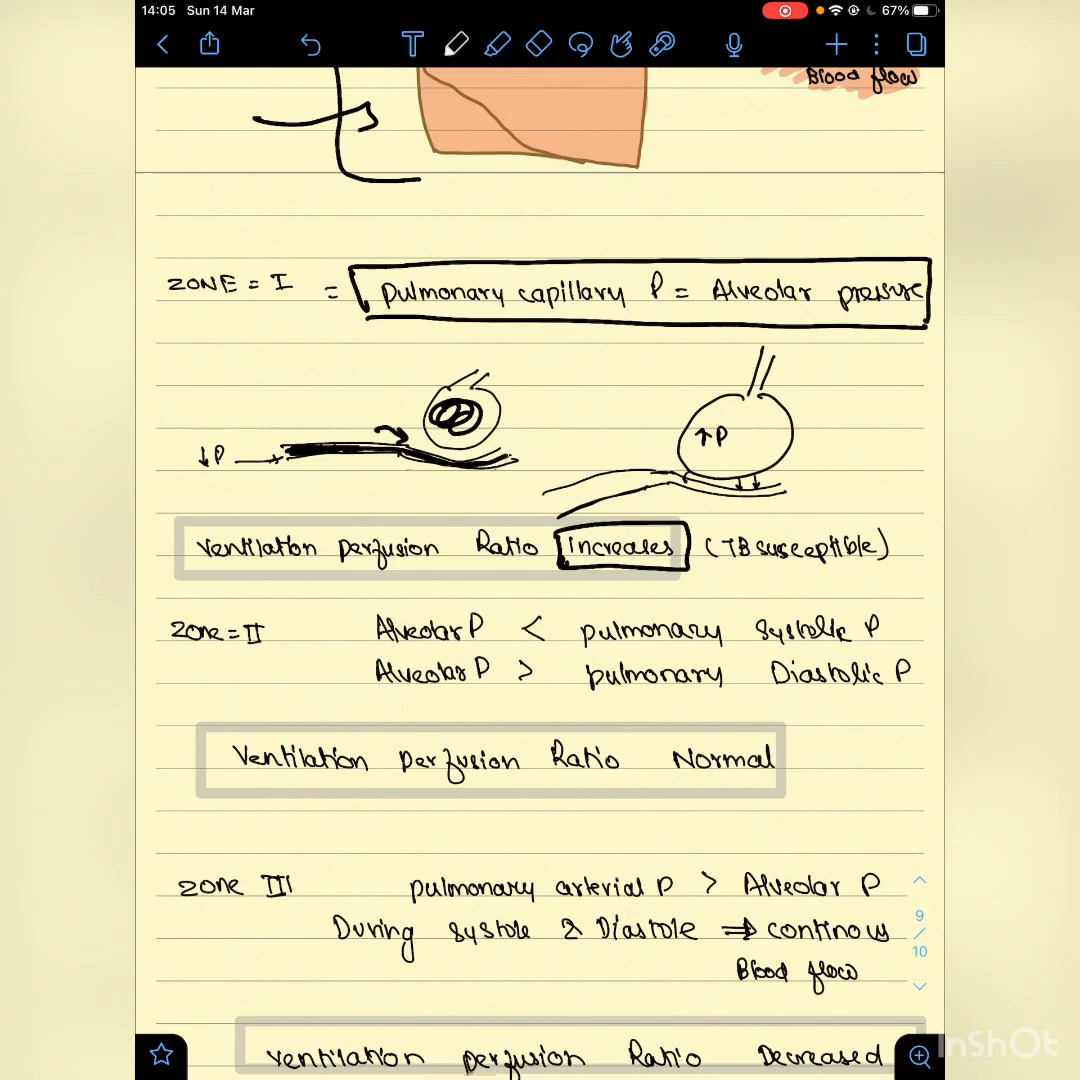 14:05 Sun 14 Mar 67%
T
Blood flow
ZONE = I = Pulmonary capillary P = Alveolar pressure
↑P
↓P
Ventilation perfusion Ratio Increases (TB susceptible)
Zone = II Alveolar P < pulmonary systolic P
Alveolar P > pulmonary Diastolic P
Ventilation perfusion Ratio Normal
Zone III pulmonary arterial P > Alveolar P
During systole & Diastole ⇒ continous
Blood flow
9
/
10
Ventilation perfusion Ratio Decreased
InShOt